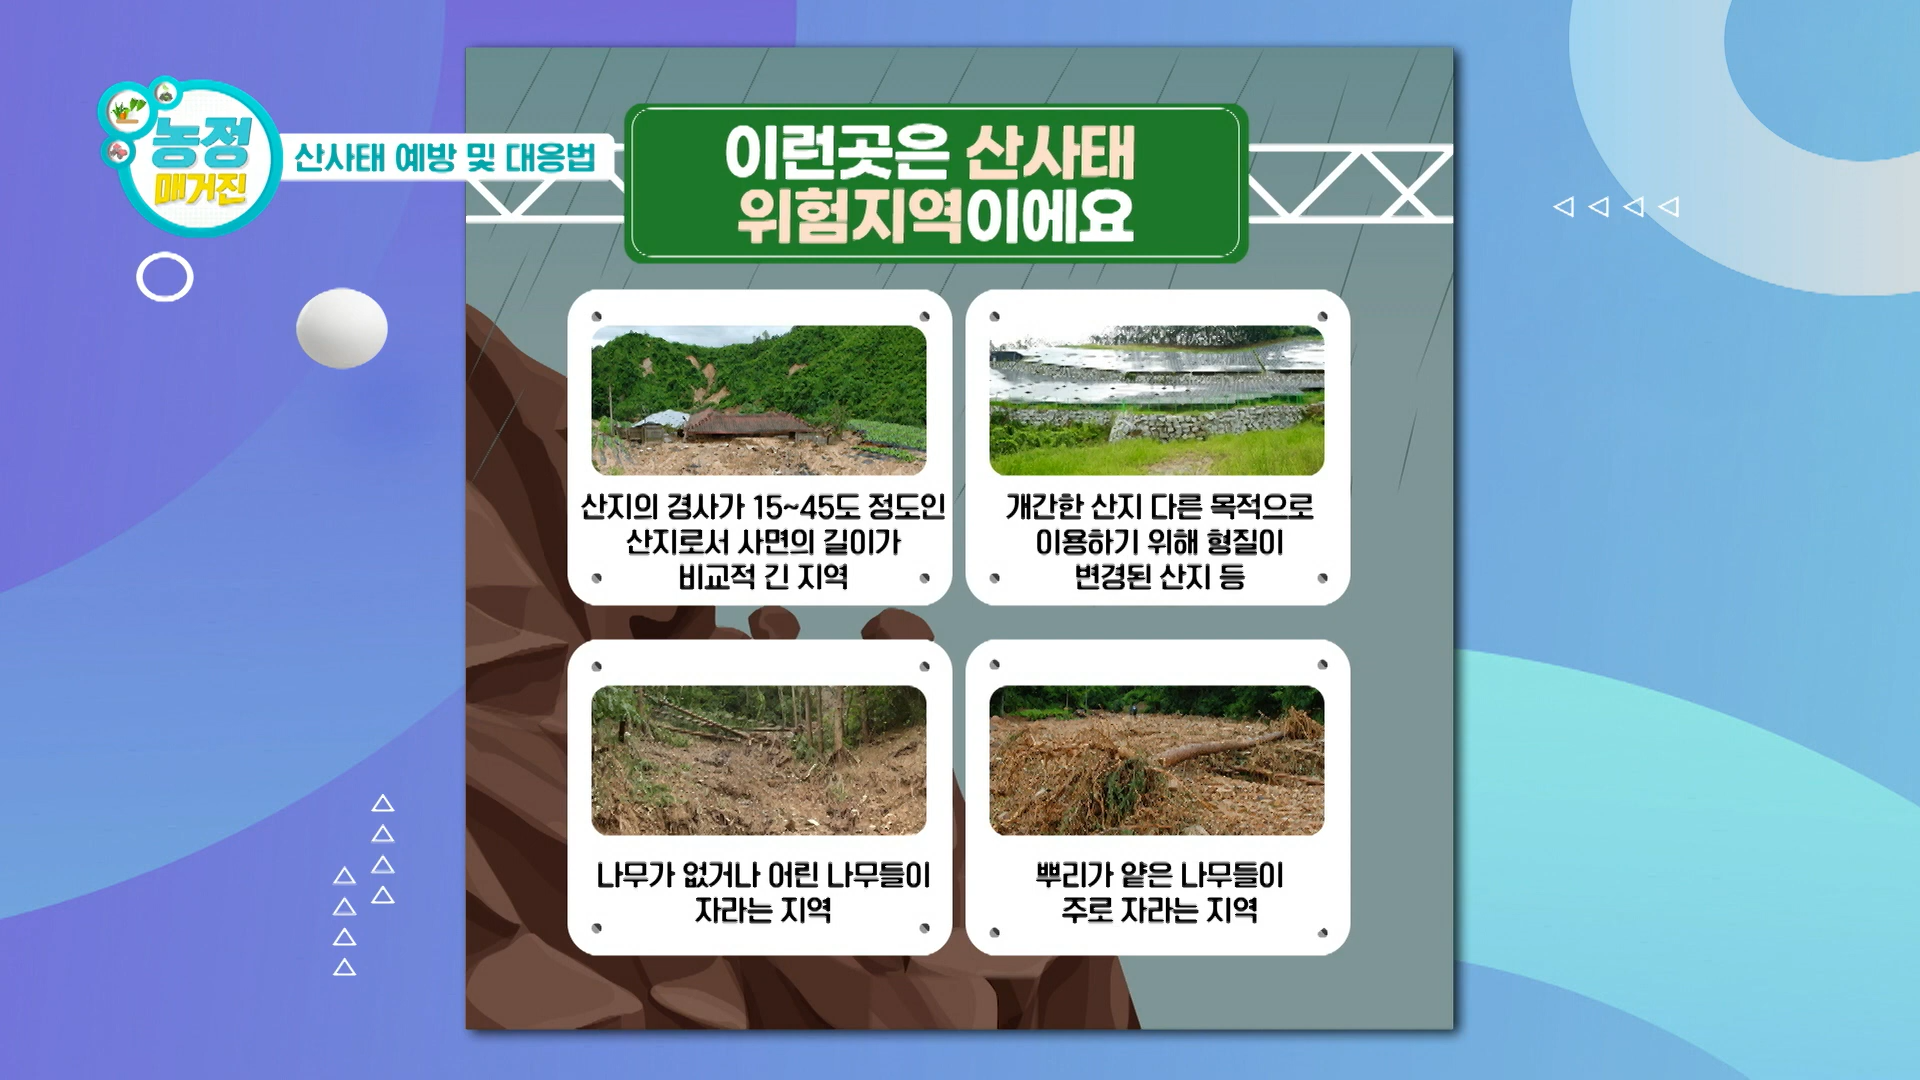 농정
매거진
산사태 예방 및 대응법
이런곳은 산사태
위험지역이에요
산지의 경사가 15~45도 정도인
산지로서 사면의 길이가
비교적 긴 지역
개간한 산지 다른 목적으로
이용하기 위해 형질이
변경된 산지 등
나무가 없거나 어린 나무들이
자라는 지역
뿌리가 얕은 나무들이
주로 자라는 지역